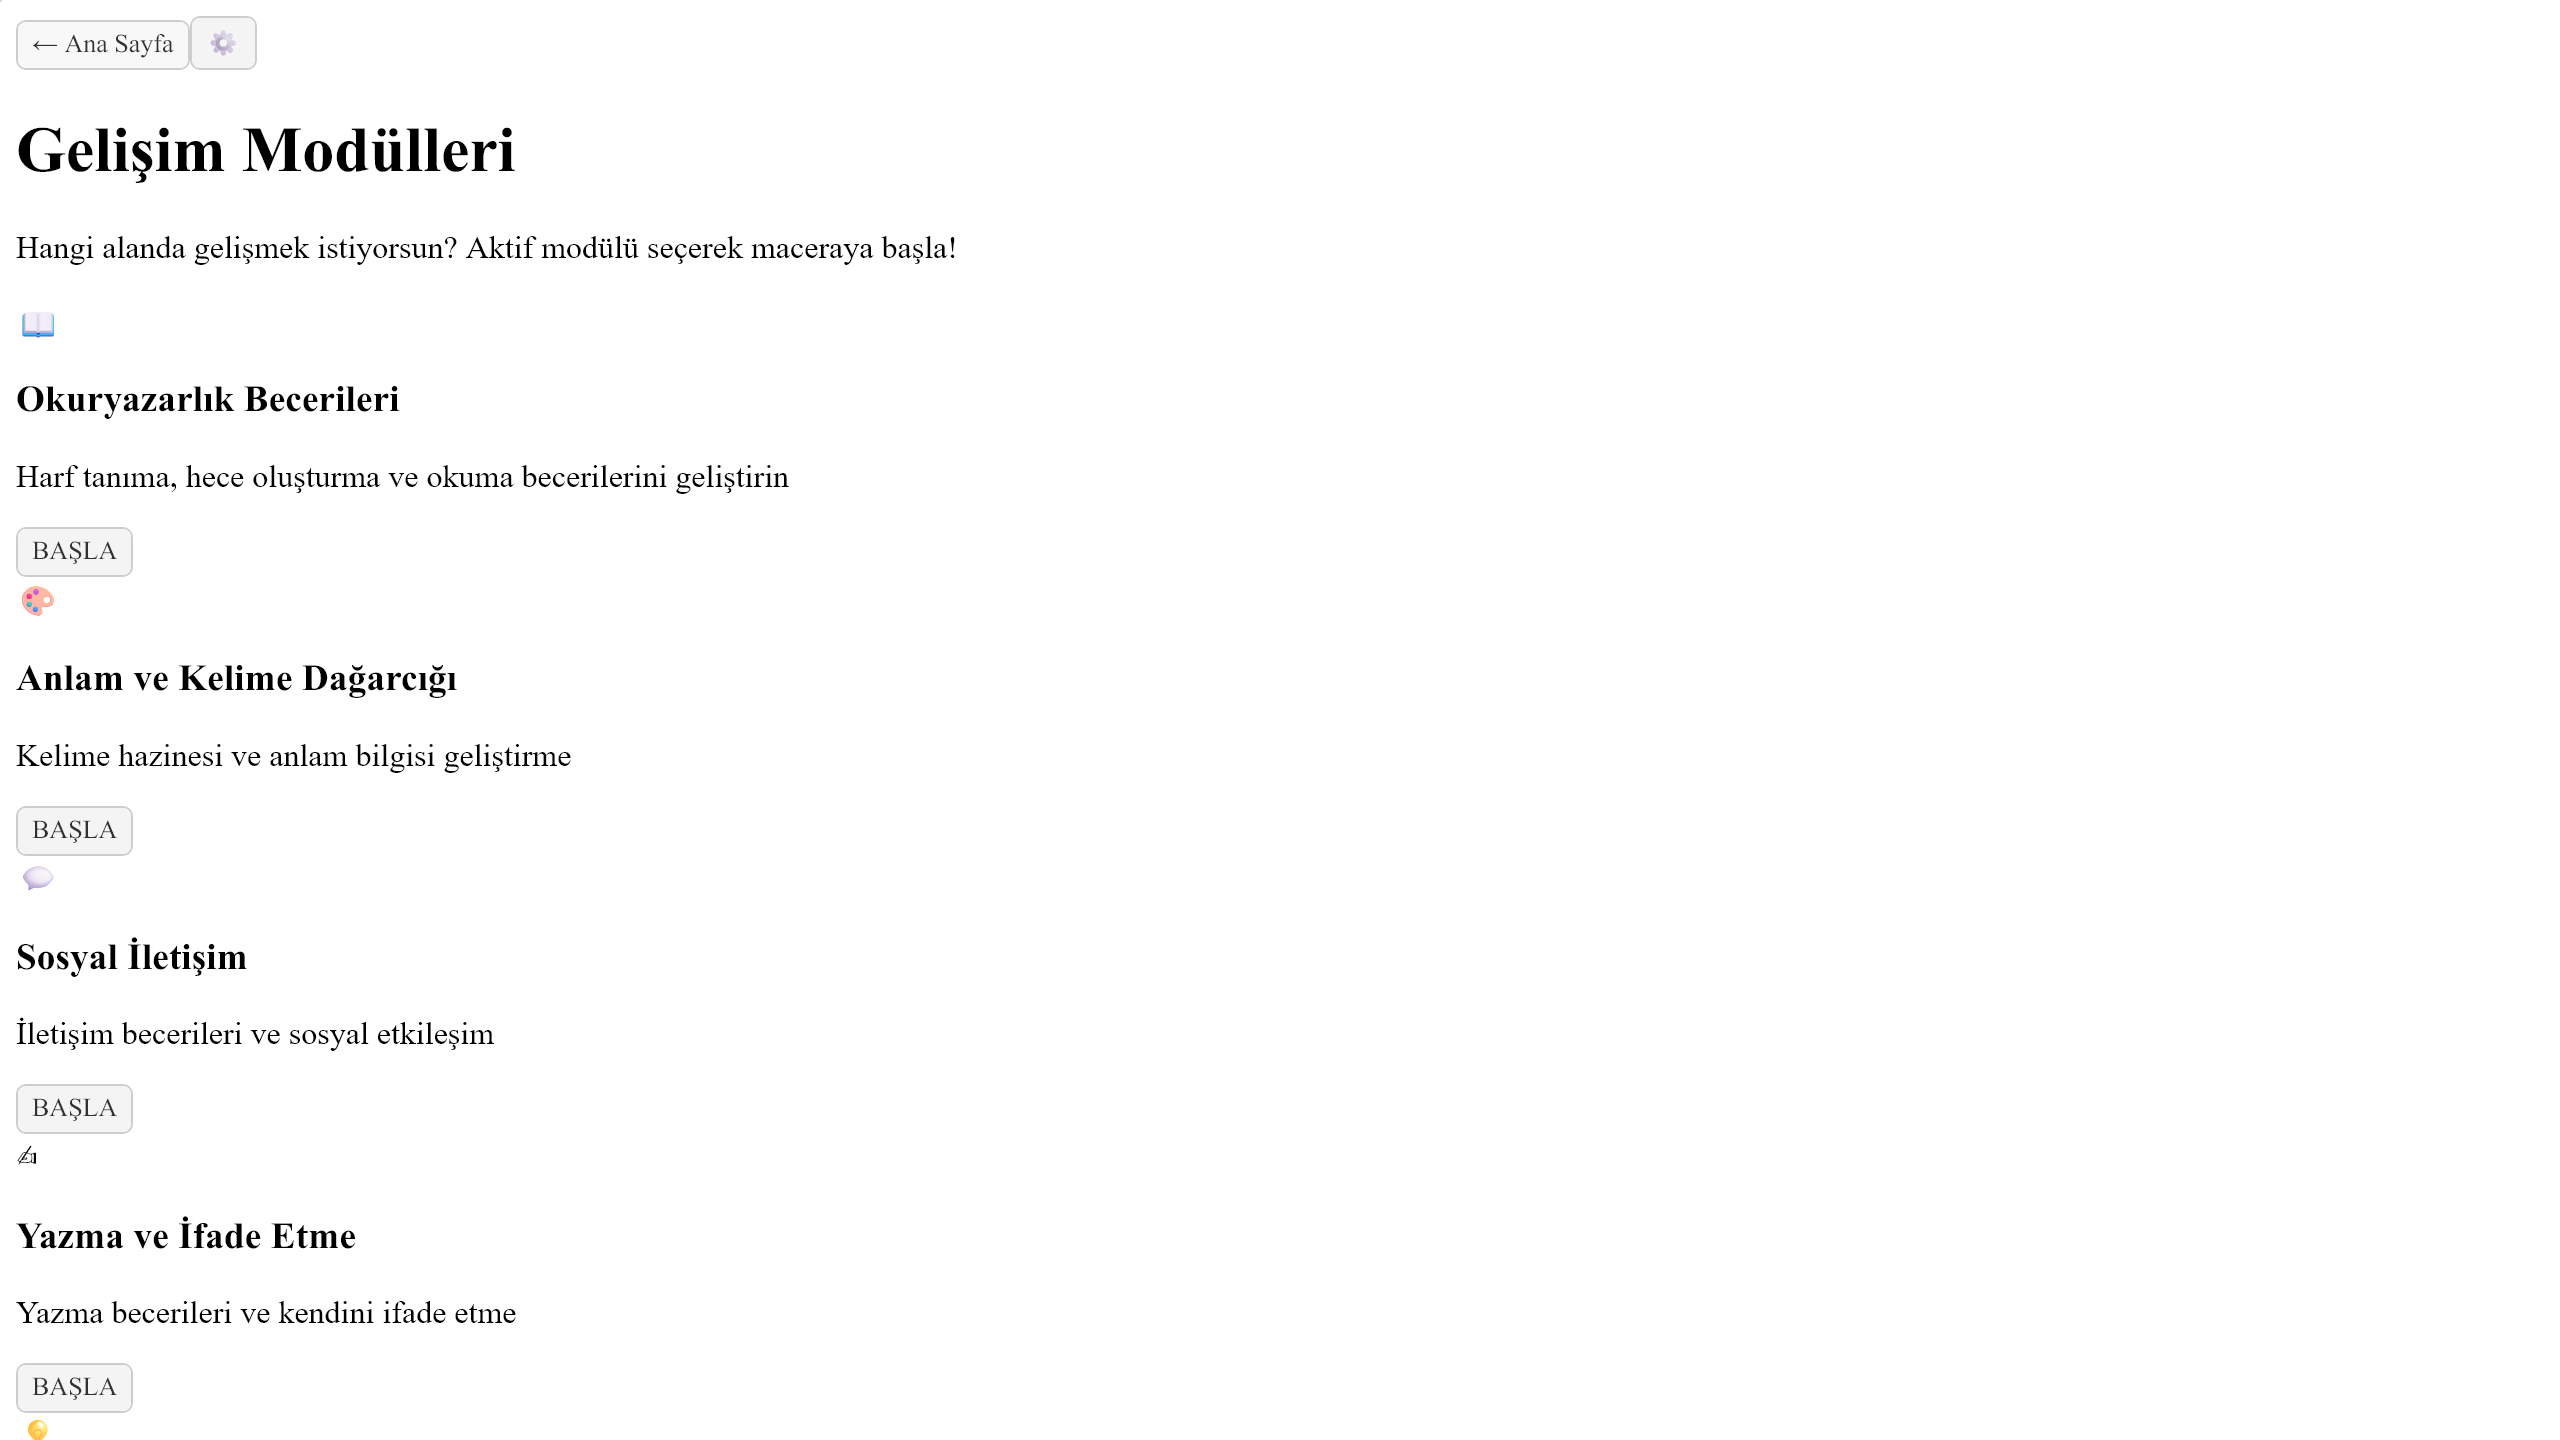 ← Ana Sayfa ⚙️
Gelişim Modülleri
Hangi alanda gelişmek istiyorsun? Aktif modülü seçerek maceraya başla!
📖
Okuryazarlık Becerileri
Harf tanıma, hece oluşturma ve okuma becerilerini geliştirin
BAŞLA
🎨
Anlam ve Kelime Dağarcığı
Kelime hazinesi ve anlam bilgisi geliştirme
BAŞLA
💬
Sosyal İletişim
İletişim becerileri ve sosyal etkileşim
BAŞLA
✍
Yazma ve İfade Etme
Yazma becerileri ve kendini ifade etme
BAŞLA
💡